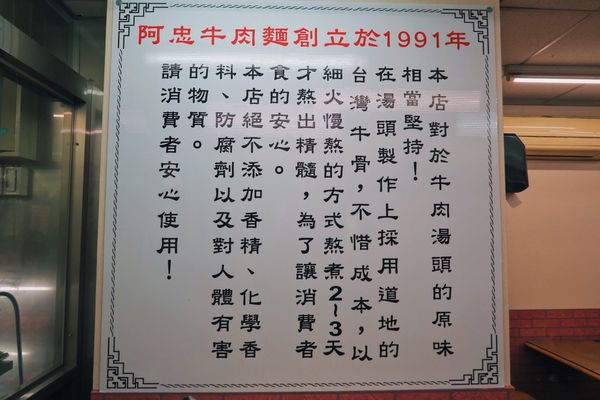 阿忠牛肉麵創立於1991年
本店對於牛肉湯頭的原味
相當堅持！
在湯頭製作上採用道地的
台灣牛骨，不惜成本，以
細火慢熬的方式熬煮2~3天
才熬出精髓，為了讓消費者
食的安心。
本店絕不添加香精、化學香
料、防腐劑以及對人體有害
的物質。
請消費者安心使用！